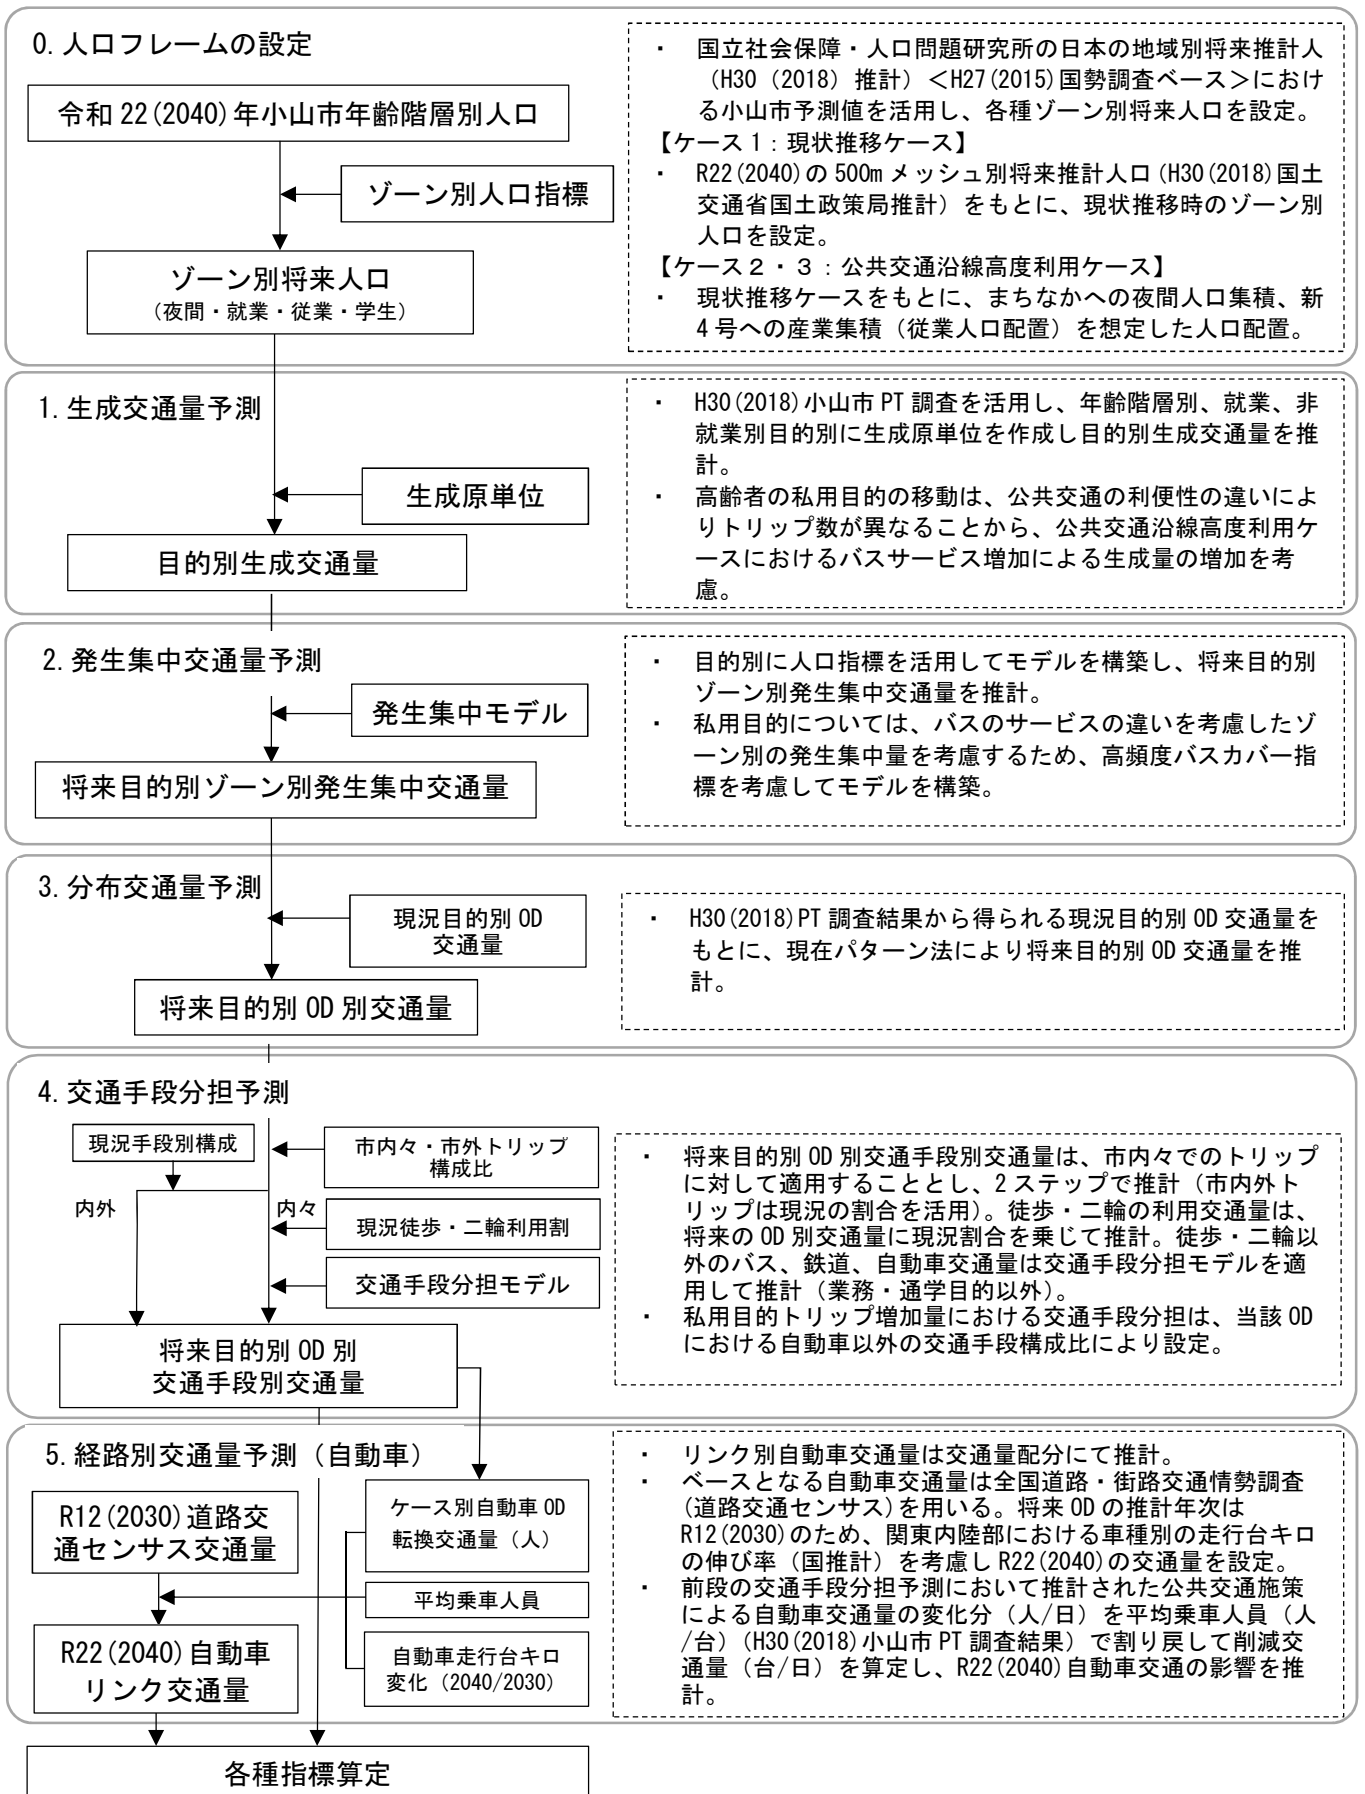 0.人口フレームの設定
令和22(2040)年小山市年齢階層別人口
ゾーン別人口指標
ゾーン別将来人口
（夜間・就業・従業・学生）
・ 国立社会保障・人口問題研究所の日本の地域別将来推計人
（H30（2018）推計）＜H27(2015)国勢調査ベース＞におけ
る小山市予測値を活用し、各種ゾーン別将来人口を設定。
【ケース1：現状推移ケース】
・ R22(2040)の500mメッシュ別将来推計人口(H30(2018)国土
交通省国土政策局推計）をもとに、現状推移時のゾーン別
人口を設定。
【ケース２・３：公共交通沿線高度利用ケース】
・ 現状推移ケースをもとに、まちなかへの夜間人口集積、新
4号への産業集積（従業人口配置）を想定した人口配置。
1.生成交通量予測
生成原単位
目的別生成交通量
・ H30(2018)小山市PT調査を活用し、年齢階層別、就業、非
就業別目的別に生成原単位を作成し目的別生成交通量を推
計。
・ 高齢者の私用目的の移動は、公共交通の利便性の違いによ
りトリップ数が異なることから、公共交通沿線高度利用ケ
ースにおけるバスサービス増加による生成量の増加を考
慮。
2.発生集中交通量予測
発生集中モデル
将来目的別ゾーン別発生集中交通量
・ 目的別に人口指標を活用してモデルを構築し、将来目的別
ゾーン別発生集中交通量を推計。
・ 私用目的については、バスのサービスの違いを考慮したゾ
ーン別の発生集中量を考慮するため、高頻度バスカバー指
標を考慮してモデルを構築。
3.分布交通量予測
現況目的別OD
交通量
将来目的別OD別交通量
・ H30(2018)PT調査結果から得られる現況目的別OD交通量を
もとに、現在パターン法により将来目的別OD交通量を推
計。
4.交通手段分担予測
現況手段別構成
市内々・市外トリップ
構成比
内外
内々
現況徒歩・二輪利用割
交通手段分担モデル
将来目的別OD別
交通手段別交通量
・ 将来目的別OD別交通手段別交通量は、市内々でのトリップ
に対して適用することとし、2ステップで推計（市内外ト
リップは現況の割合を活用）。徒歩・二輪の利用交通量は、
将来のOD別交通量に現況割合を乗じて推計。徒歩・二輪以
外のバス、鉄道、自動車交通量は交通手段分担モデルを適
用して推計（業務・通学目的以外）。
・ 私用目的トリップ増加量における交通手段分担は、当該OD
における自動車以外の交通手段構成比により設定。
5.経路別交通量予測（自動車）
R12(2030)道路交
通センサス交通量
ケース別自動車OD
転換交通量（人）
平均乗車人員
自動車走行台キロ
変化（2040/2030）
R22(2040)自動車
リンク交通量
・ リンク別自動車交通量は交通量配分にて推計。
・ ベースとなる自動車交通量は全国道路・街路交通情勢調査
(道路交通センサス)を用いる。将来ODの推計年次は
R12(2030)のため、関東内陸部における車種別の走行台キロ
の伸び率（国推計）を考慮しR22(2040)の交通量を設定。
・ 前段の交通手段分担予測において推計された公共交通施策
による自動車交通量の変化分（人/日）を平均乗車人員（人
/台）(H30(2018)小山市PT調査結果）で割り戻して削減交
通量（台/日）を算定し、R22(2040)自動車交通の影響を推
計。
各種指標算定